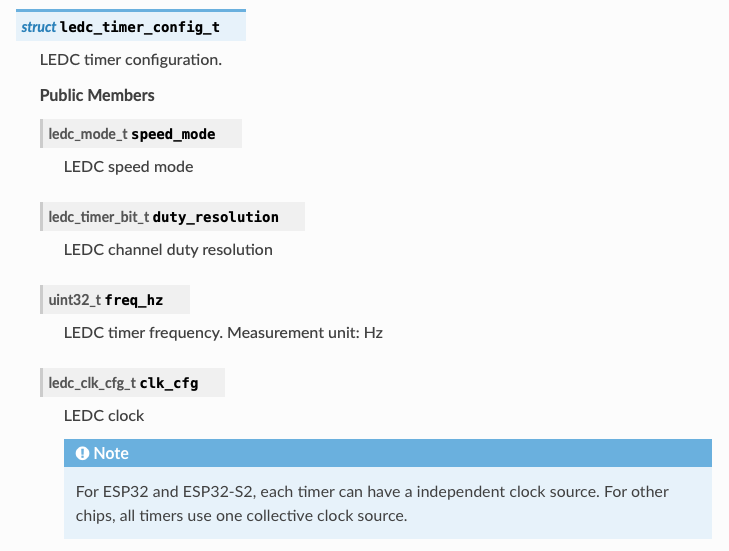 struct ledc_timer_config_t
LEDC timer configuration.
Public Members
ledc_mode_t speed_mode
LEDC speed mode
ledc_timer_bit_t duty_resolution
LEDC channel duty resolution
uint32_t freq_hz
LEDC timer frequency. Measurement unit: Hz
ledc_clk_cfg_t clk_cfg
LEDC clock
Note
For ESP32 and ESP32-S2, each timer can have a independent clock source. For other
chips, all timers use one collective clock source.